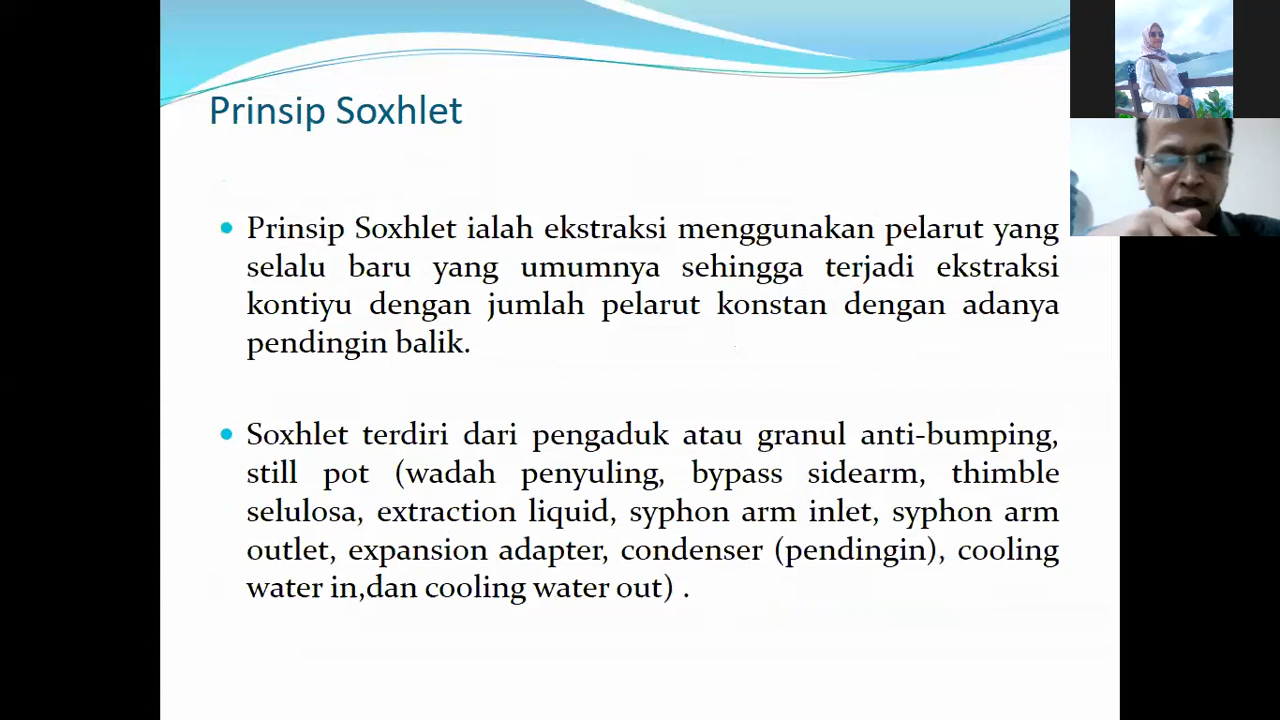 Prinsip Soxhlet
Prinsip Soxhlet ialah ekstraksi menggunakan pelarut yang
selalu baru yang umumnya sehingga terjadi ekstraksi
kontiyu dengan jumlah pelarut konstan dengan adanya
pendingin balik.
Soxhlet terdiri dari pengaduk atau granul anti-bumping,
still pot (wadah penyuling, bypass sidearm, thimble
selulosa, extraction liquid, syphon arm inlet, syphon arm
outlet, expansion adapter, condenser (pendingin), cooling
water in,dan cooling water out) .